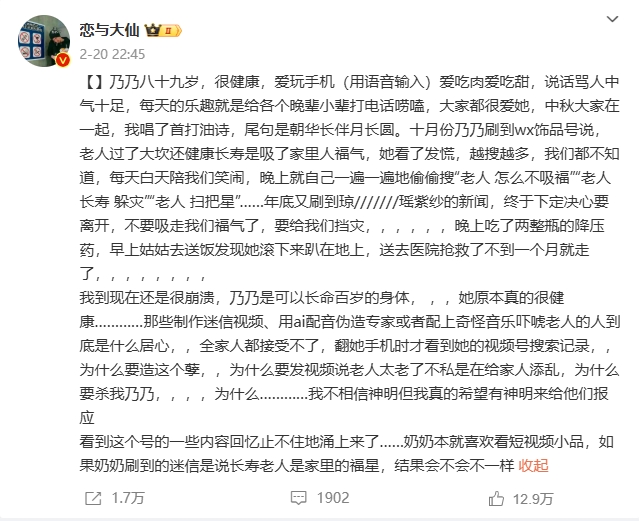 恋与大仙 II
2-20 22:45
【】乃乃八十九岁，很健康，爱玩手机（用语音输入）爱吃肉爱吃甜，说话骂人中
气十足，每天的乐趣就是给各个晚辈小辈打电话唠嗑，大家都很爱她，中秋大家在
一起，我唱了首打油诗，尾句是朝华长伴月长圆。十月份乃乃刷到wx饰品号说，
老人过了大坎还健康长寿是吸了家里人福气，她看了发慌，越搜越多，我们都不知
道，每天白天陪我们笑闹，晚上就自己一遍一遍地偷偷搜“老人 怎么不吸福”“老人
长寿 躲灾”“老人 扫把星”......年底又刷到琼///////瑶紫纱的新闻，终于下定决心要
离开，不要吸走我们福气了，要给我们挡灾，，，，，，晚上吃了两整瓶的降压
药，早上姑姑去送饭发现她滚下来趴在地上，送去医院抢救了不到一个月就走
了，，，，，，，，
我到现在还是很崩溃，乃乃是可以长命百岁的身体，，，她原本真的很健
康............那些制作迷信视频、用ai配音伪造专家或者配上奇怪音乐吓唬老人的人到
底是什么居心，，全家人都接受不了，翻她手机时才看到她的视频号搜索记录，，
为什么要造这个孽，，为什么要发视频说老人太老了不私是在给家人添乱，为什么
要杀我乃乃，，，，为什么............我不相信神明但我真的希望有神明来给他们报
应
看到这个号的一些内容回忆止不住地涌上来了......奶奶本就喜欢看短视频小品，如
果奶奶刷到的迷信是说长寿老人是家里的福星，结果会不会不一样 收起
1.7万 1902 12.9万